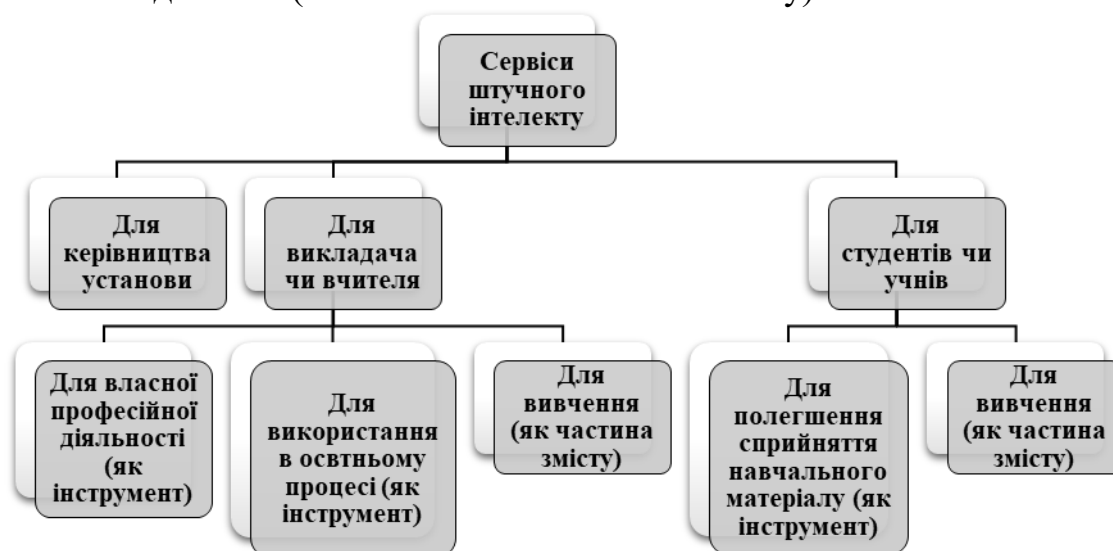 Сервіси
штучного
інтелекту
Для
керівництва
установи
Для
викладача
чи вчителя
Для
студентів чи
учнів
Для власної
професійної
діяльності
(як
інструмент)
Для
використання
в освтньому
процесі (як
інструмент)
Для
вивчення
(як частина
змісту)
Для
полегшення
сприйняття
навчального
матеріалу (як
інструмент)
Для
вивчення
(як частина
змісту)